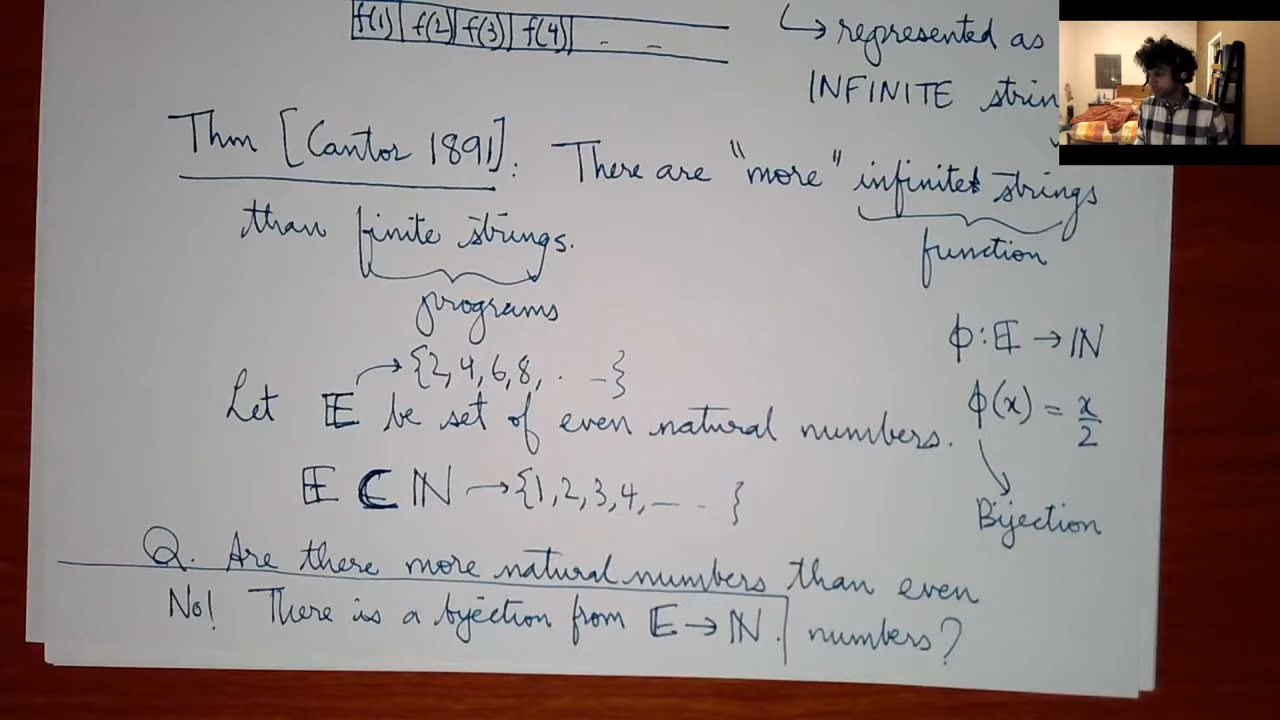 f(1) f(2) f(3) f(4) - -
↳ represented as
INFINITE
Thm [Cantor 1891]: There are "more" infinite strings
than finite strings.
function
programs
ϕ: 𝔼 → ℕ
→ {2, 4, 6, 8, . . -}
Let 𝔼 be set of even natural numbers.
ϕ(x) = x/2
𝔼 ⊂ ℕ → {1, 2, 3, 4, - - . }
Bijection
Q. Are there more natural numbers than even
numbers?
No! There is a bijection from 𝔼 → ℕ.